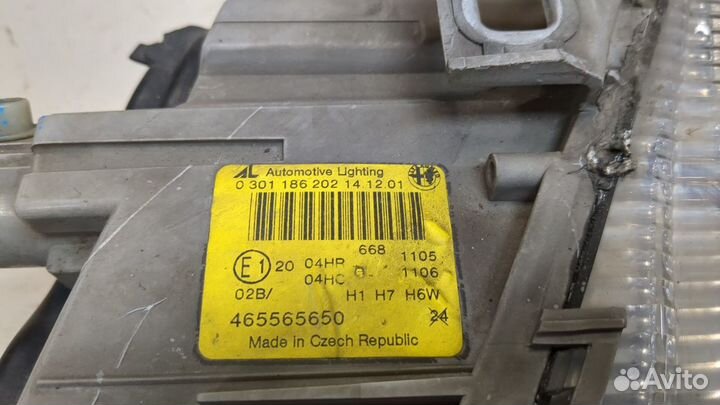 AL Automotive Lighting
0 301 186 202 14.12.01
668 1105
E1 20 04HR 1106
04HC
02B/ H1 H7 H6W
465565650 24
Made in Czech Republic
Avito